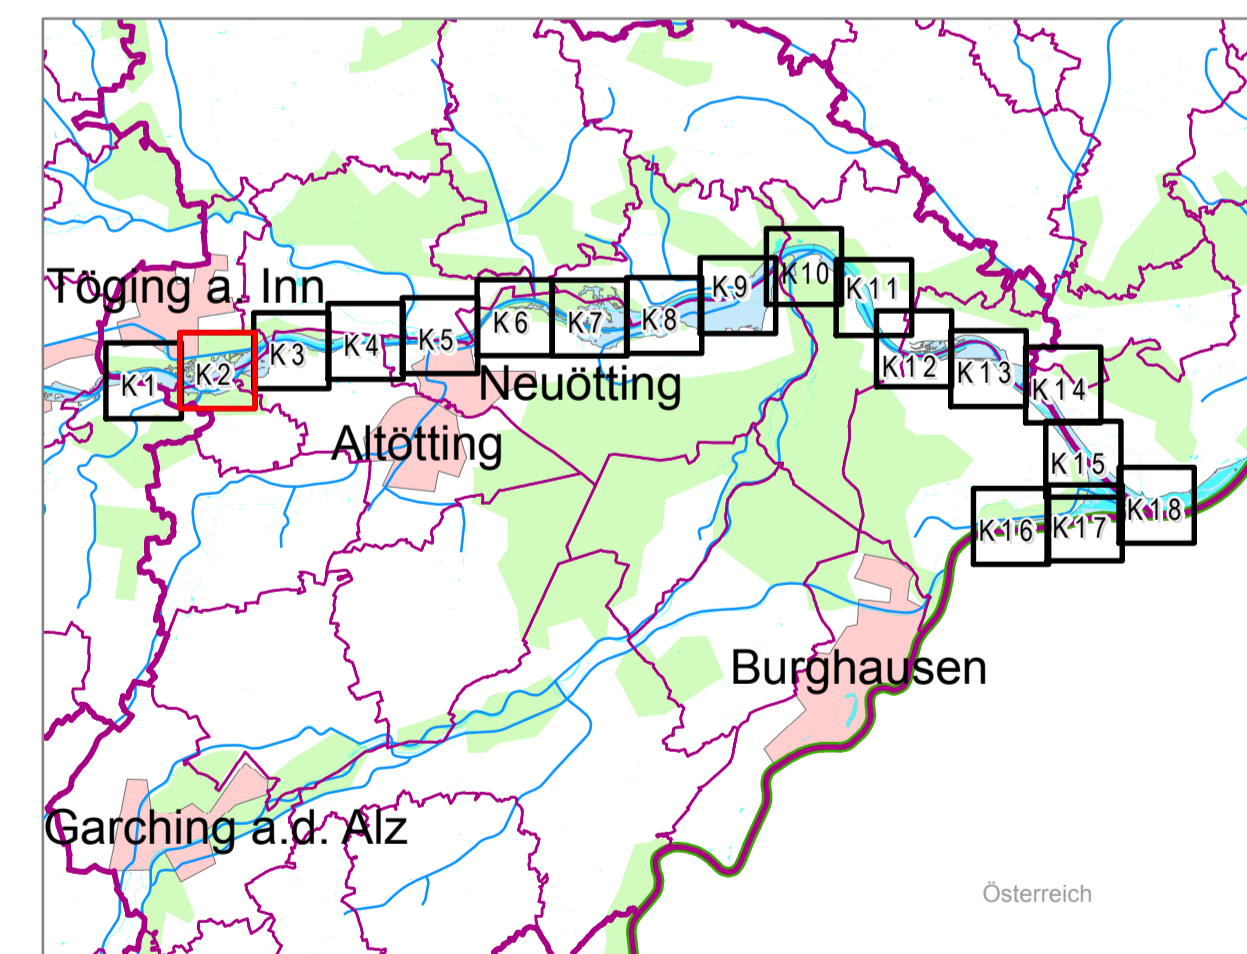 Töging a. Inn
K1
K2
K3
K4
K5
K6
K7
K8
K9
K10
K11
K12
K13
K14
K15
K16
K17
K18
Neuötting
Altötting
Burghausen
Garching a.d. Alz
Österreich